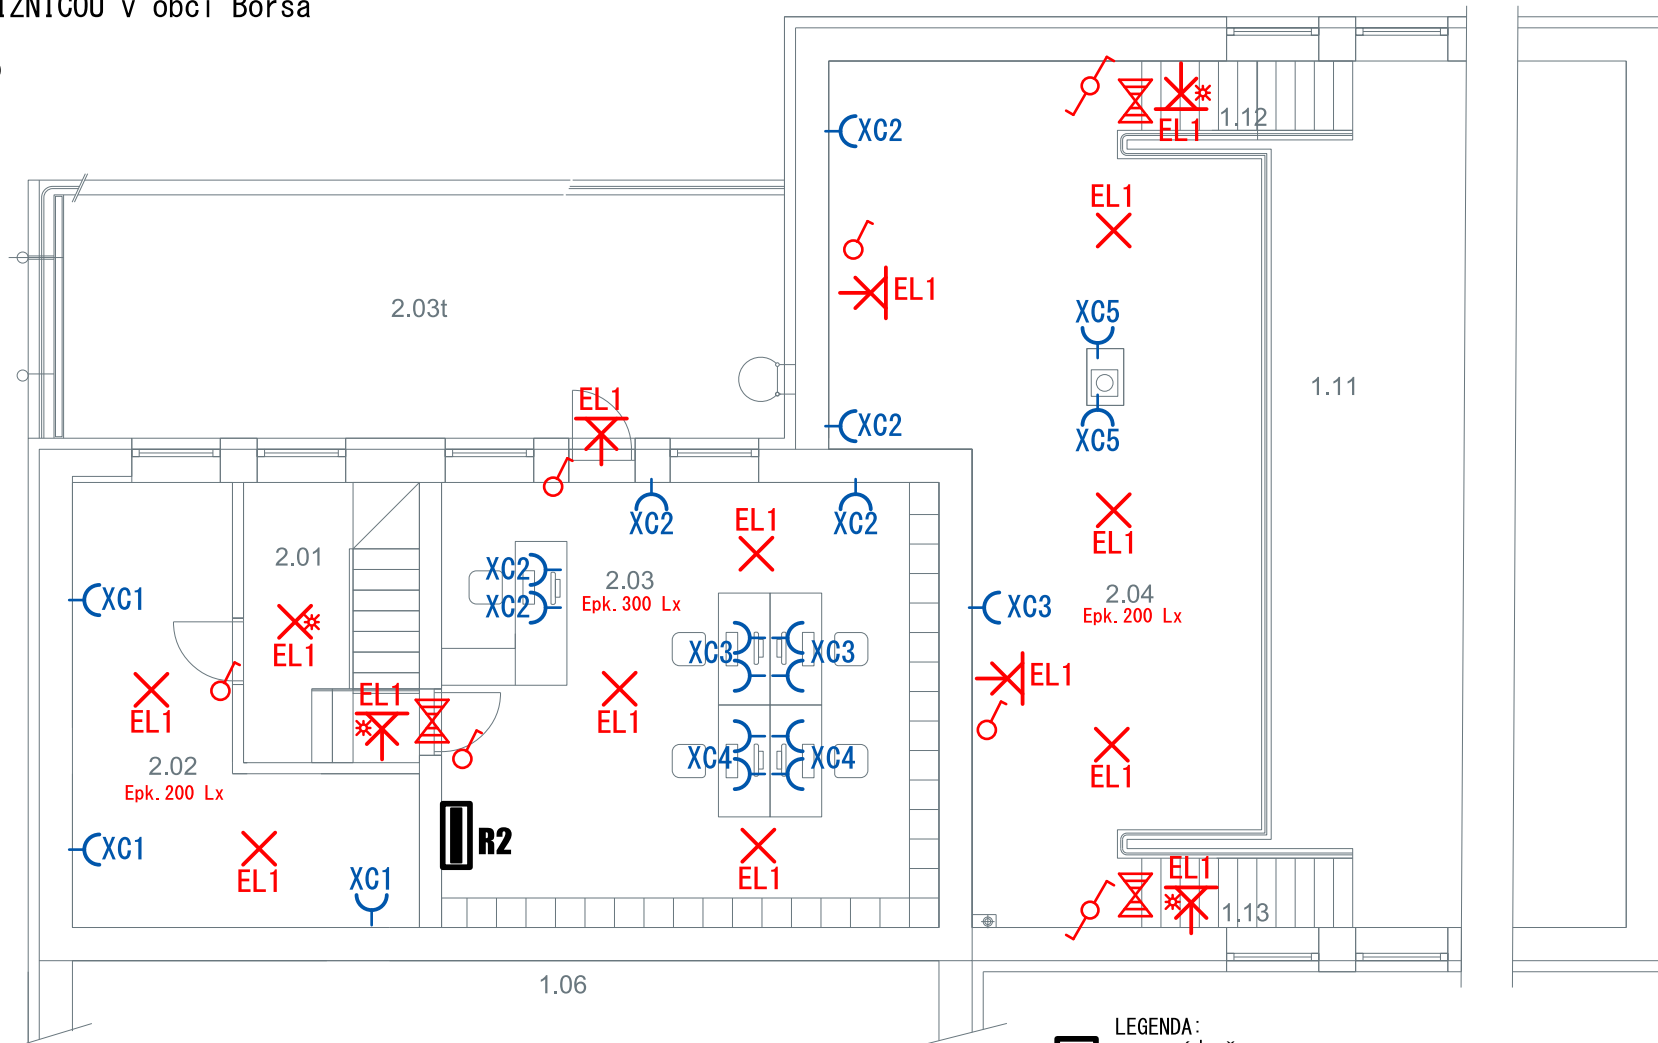 v obci Borša
XC2
1.12
EL1
EL1
EL1
2.03t
XC5
1.11
EL1
XC2
XC5
XC2
XC2
EL1
EL1
2.01
XC2
2.03
Epk. 300 Lx
XC2
XC1
XC3
2.04
Epk. 200 Lx
EL1
XC3
XC3
EL1
EL1
EL1
EL1
2.02
Epk. 200 Lx
XC4
XC4
EL1
R2
XC1
EL1
XC1
EL1
EL1
1.13
1.06
LEGENDA: